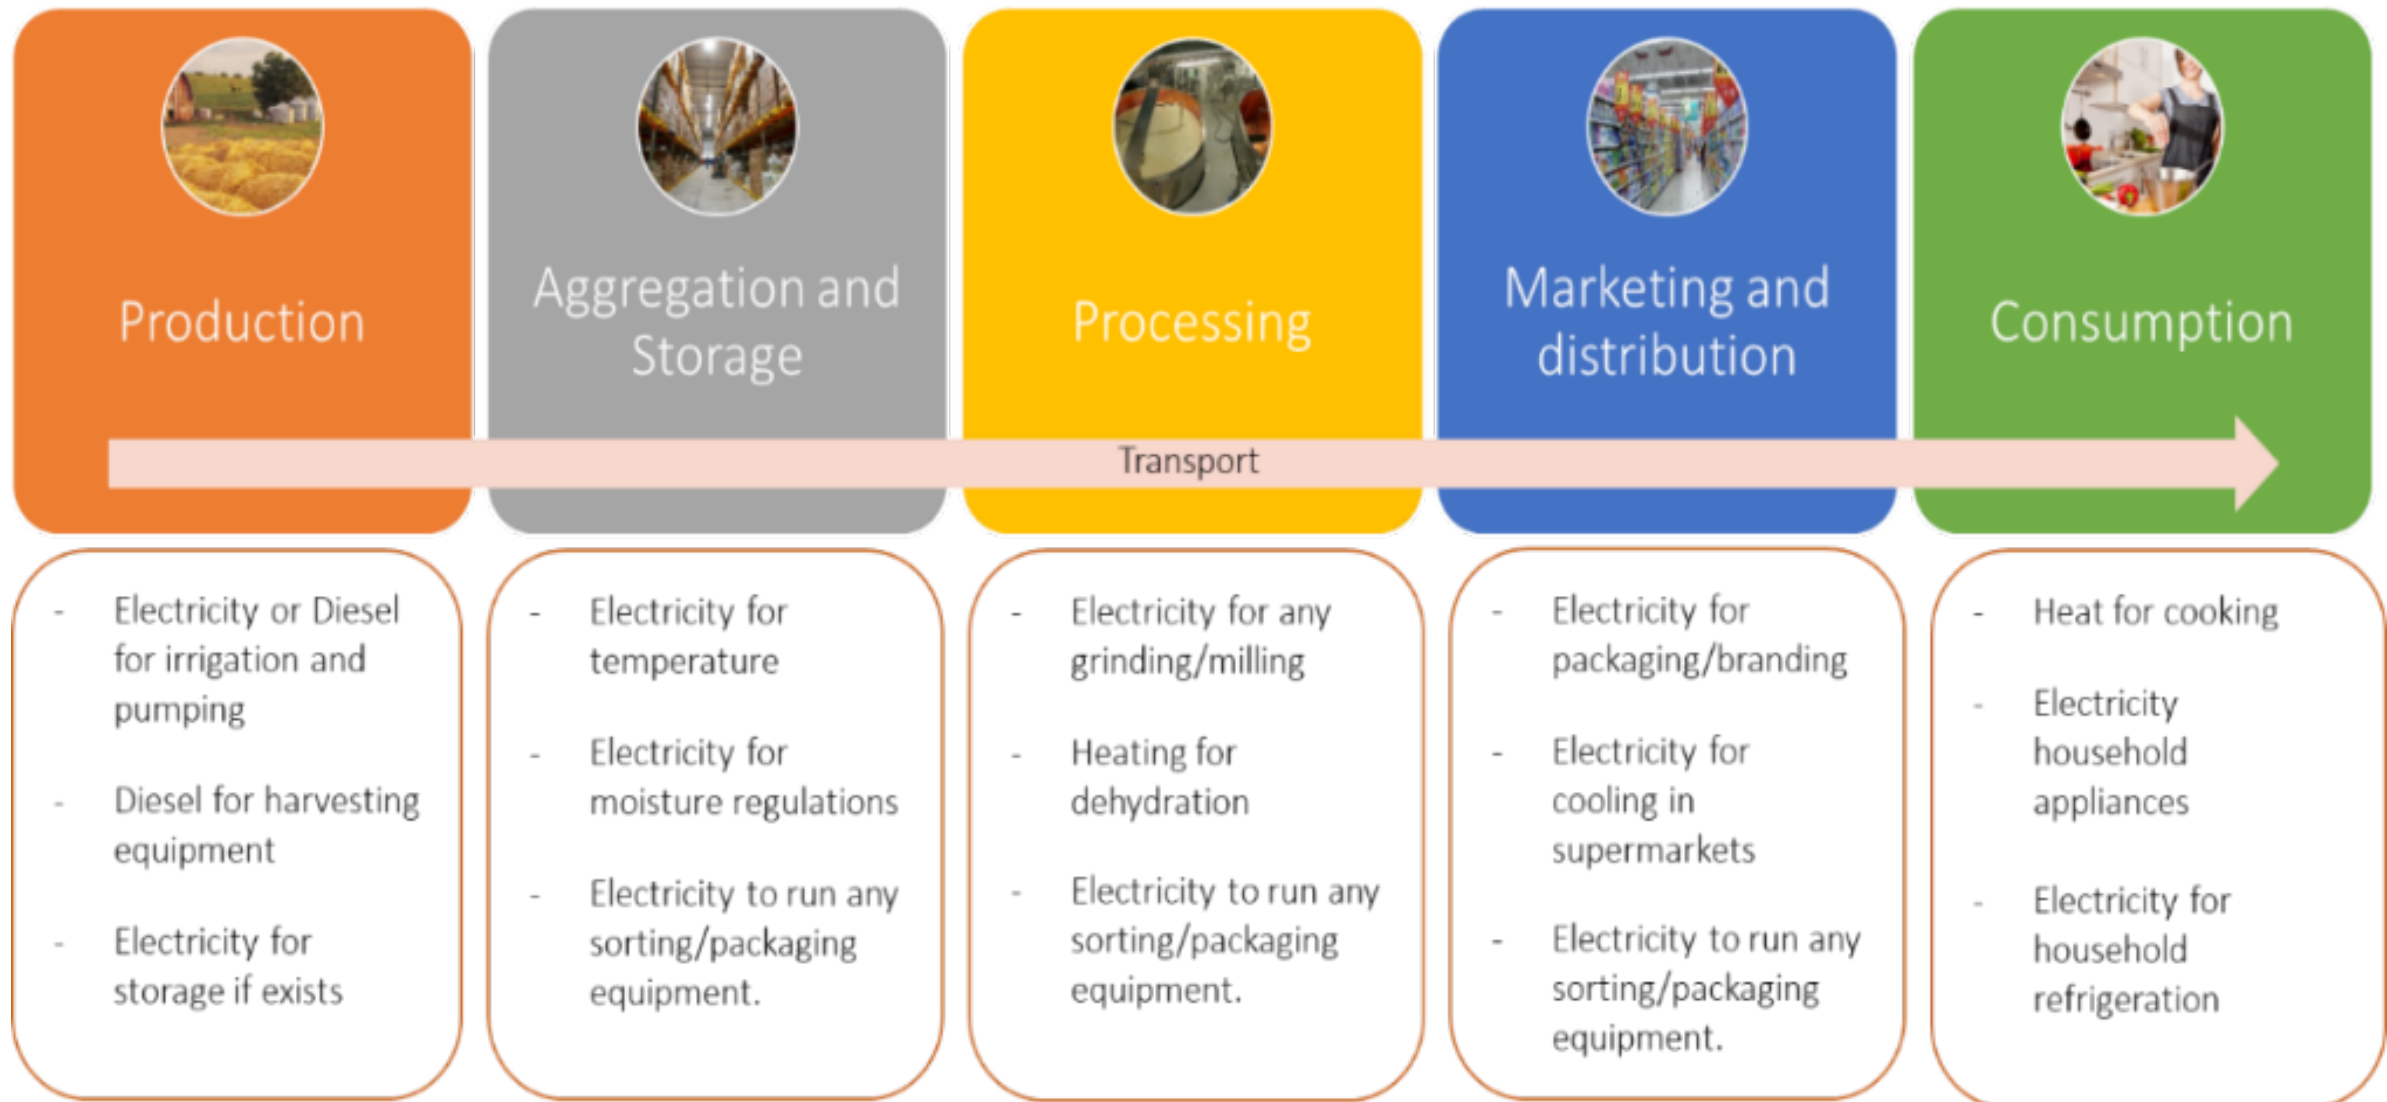 Production
Aggregation and
Storage
Processing
Marketing and
distribution
Consumption
Transport
- Electricity or Diesel
for irrigation and
pumping
- Diesel for harvesting
equipment
- Electricity for
storage if exists
- Electricity for
temperature
- Electricity for
moisture regulations
- Electricity to run any
sorting/packaging
equipment.
- Electricity for any
grinding/milling
- Heating for
dehydration
- Electricity to run any
sorting/packaging
equipment.
- Electricity for
packaging/branding
- Electricity for
cooling in
supermarkets
- Electricity to run any
sorting/packaging
equipment.
- Heat for cooking
- Electricity
household
appliances
- Electricity for
household
refrigeration